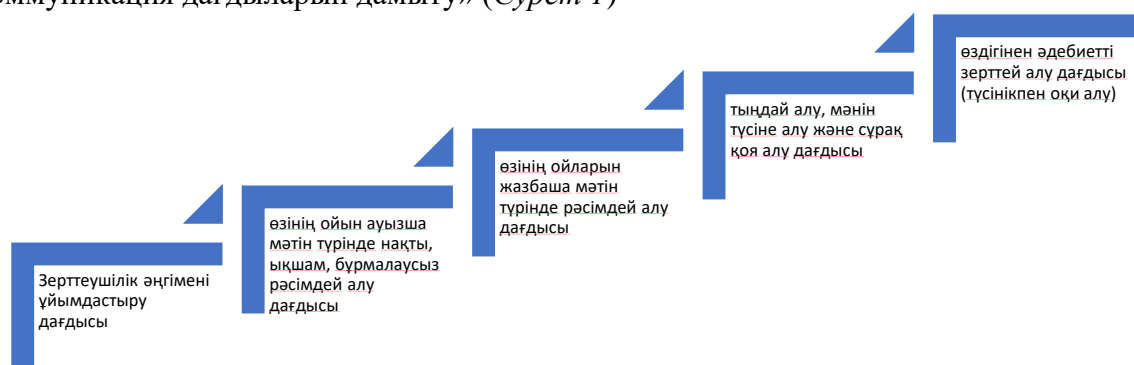 коммуникация дағдыларын дамыту» (Сурет 1)
Зерттеушілік әңгімені
ұйымдастыру
дағдысы
өзінің ойын ауызша
мәтін түрінде нақты,
ықшам, бұрмалаусыз
рәсімдей алу
дағдысы
өзінің ойларын
жазбаша мәтін
түрінде рәсімдей алу
дағдысы
тыңдай алу, мәнін
түсіне алу және сұрақ
қоя алу дағдысы
өздігінен әдебиетті
зерттей алу дағдысы
(түсінікпен оқи алу)